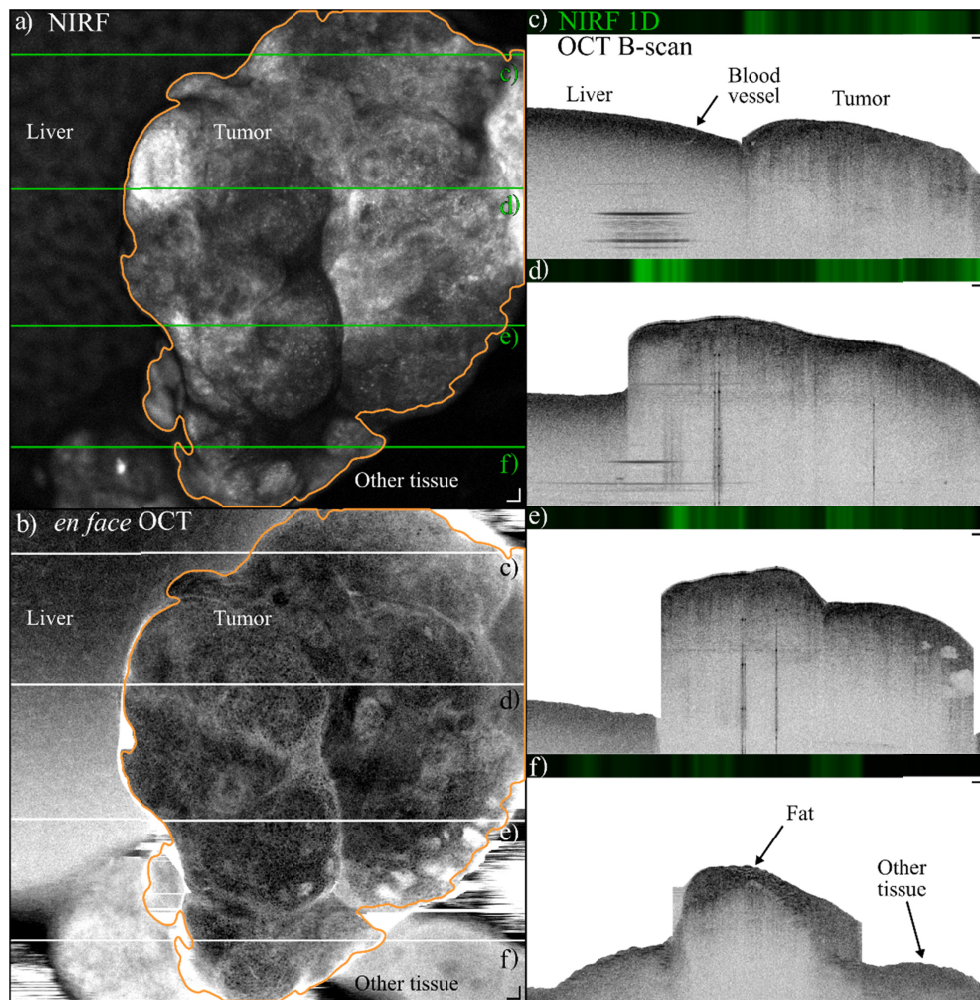 a) NIRF
c)
Liver
Tumor
d)
e)
f)
Other tissue
b) en face OCT
c)
Liver
Tumor
d)
e)
f)
Other tissue
c) NIRF 1D
OCT B-scan
Blood
vessel
Liver
Tumor
d)
e)
f)
Fat
Other
tissue